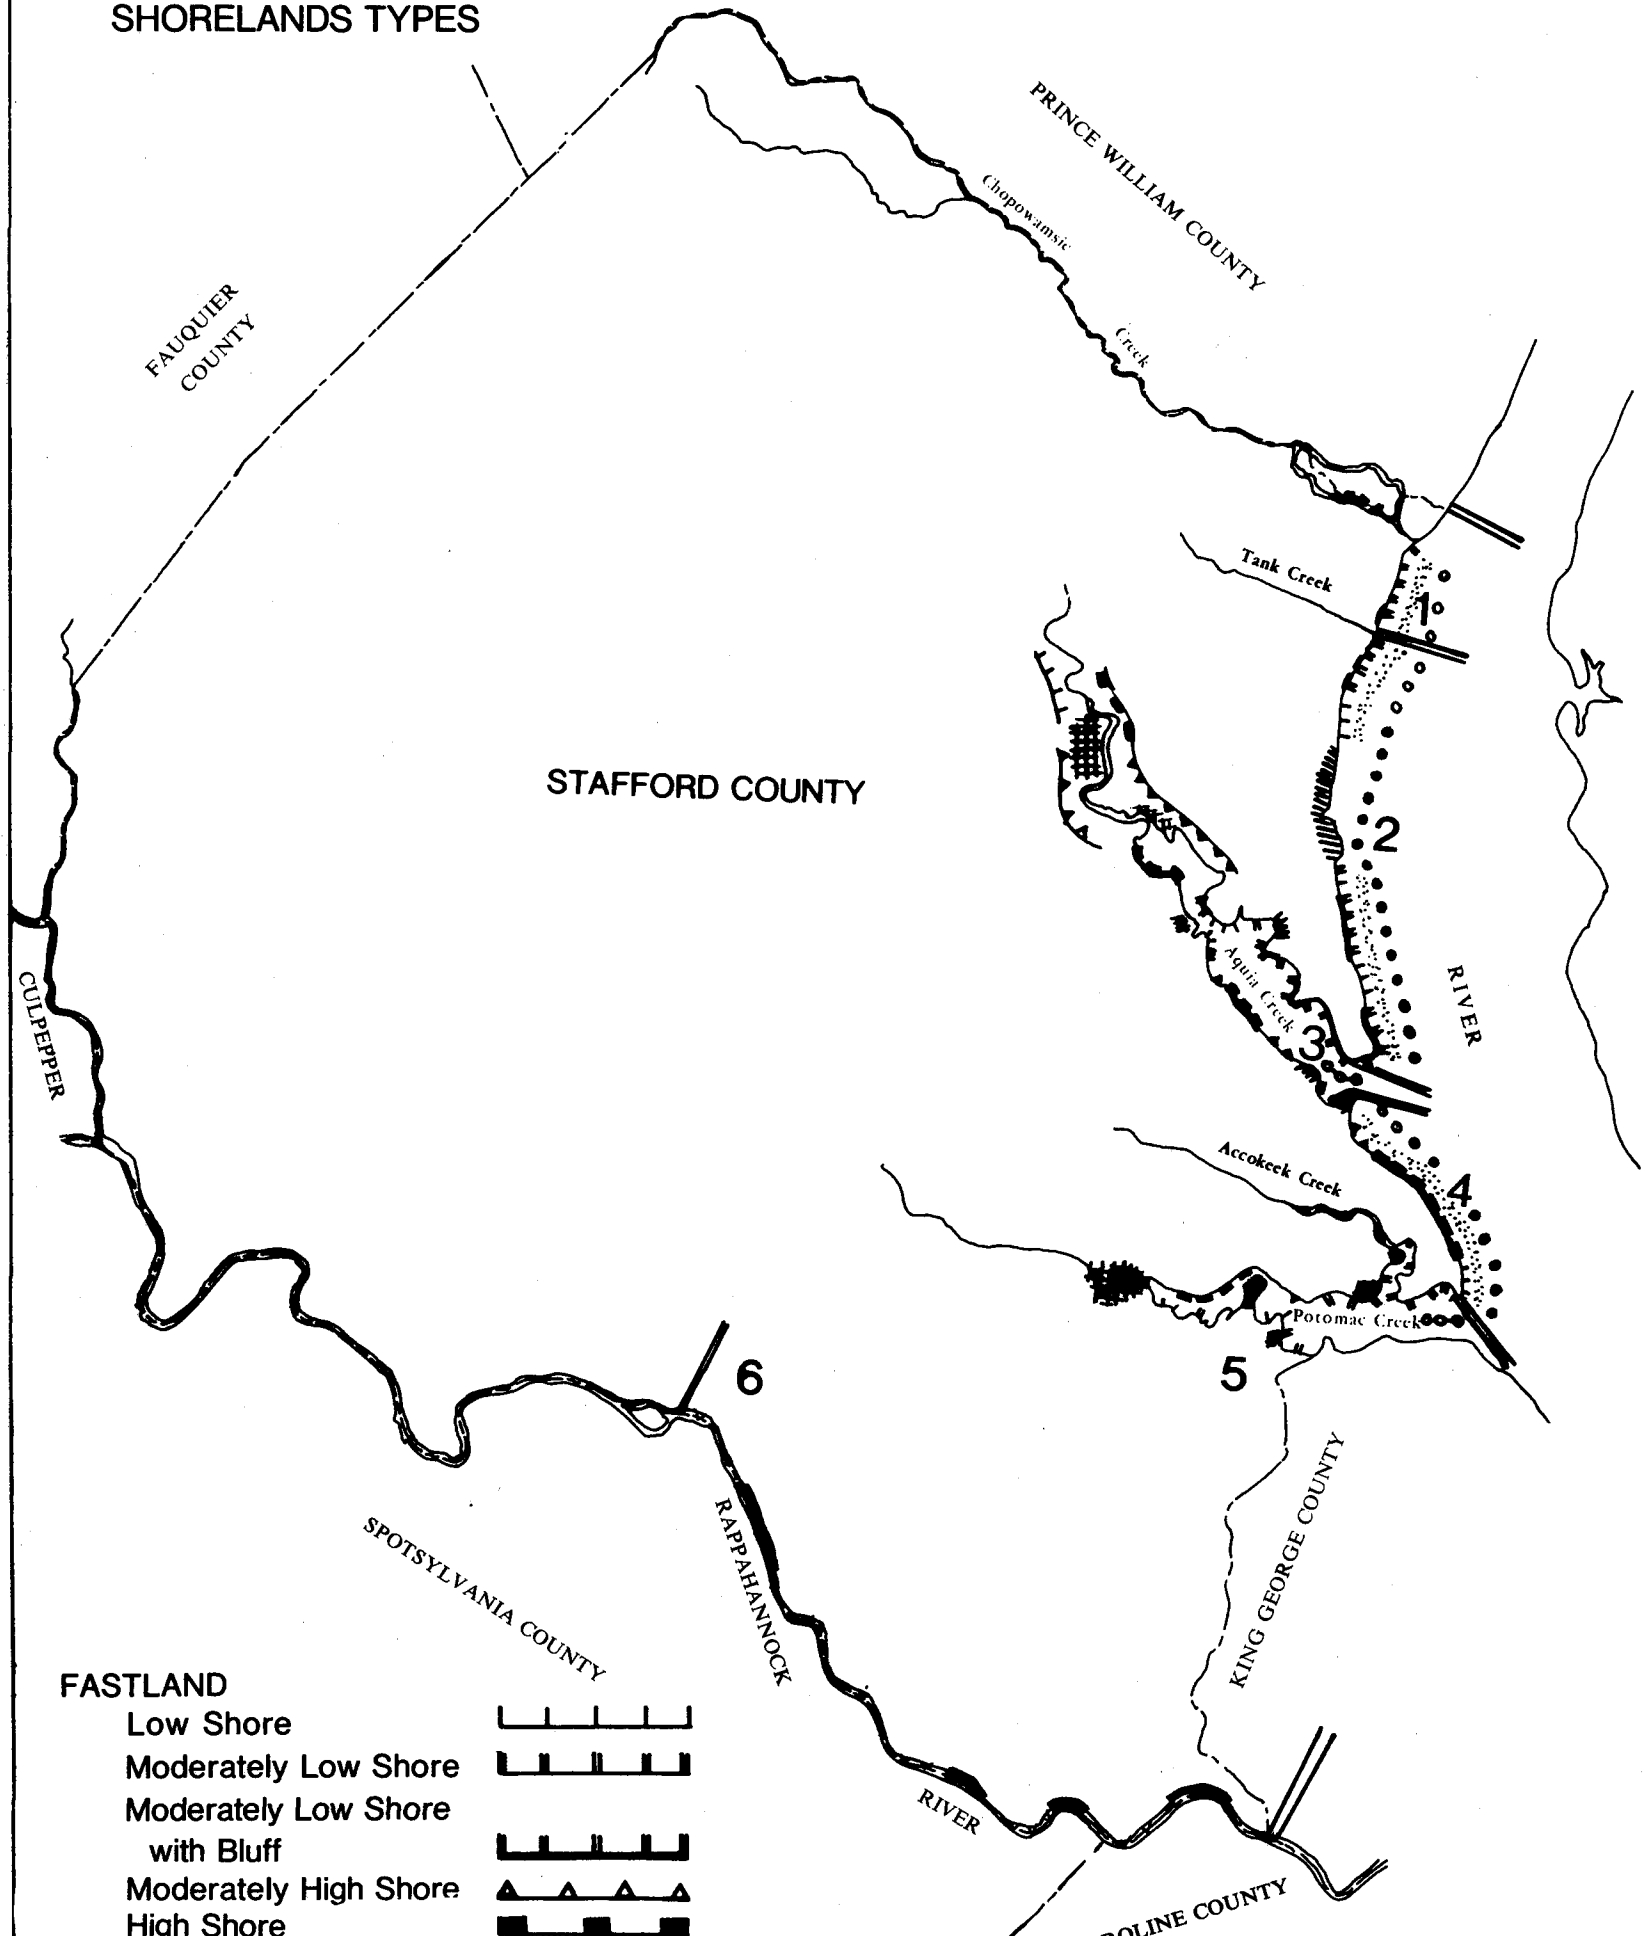 SHORELANDS TYPES
PRINCE WILLIAM COUNTY
Chopowamsic
Creek
FAUQUIER
COUNTY
Tank Creek
1
STAFFORD COUNTY
2
CULPEPPER
Aquia Creek
RIVER
3
Accokeek Creek
4
Potomac Creek
5
6
KING GEORGE COUNTY
RAPPAHANNOCK
SPOTSYLVANIA COUNTY
RIVER
OLINE COUNTY
FASTLAND
Low Shore
Moderately Low Shore
Moderately Low Shore
with Bluff
Moderately High Shore
High Shore